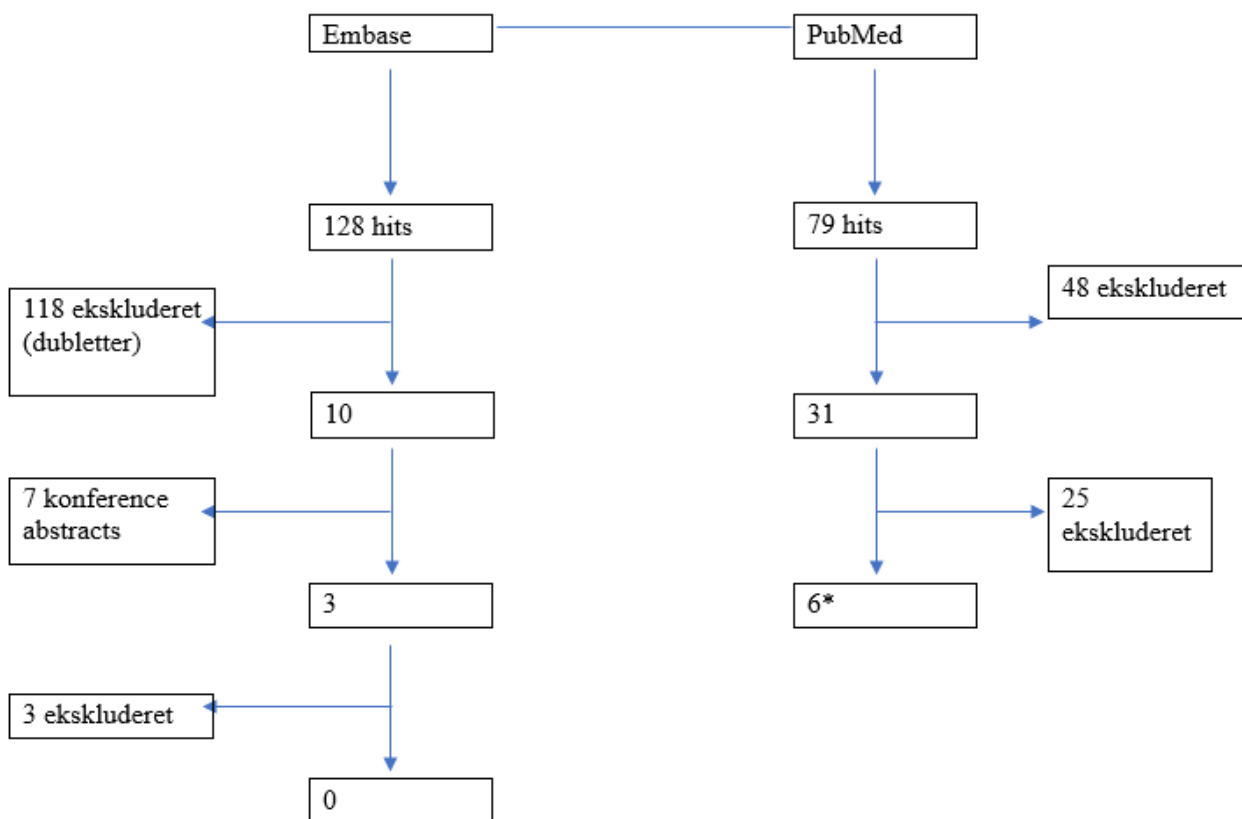 Embase
PubMed
128 hits
79 hits
118 ekskluderet
(dubletter)
48 ekskluderet
10
31
7 konference
abstracts
25
ekskluderet
3
6*
3 ekskluderet
0